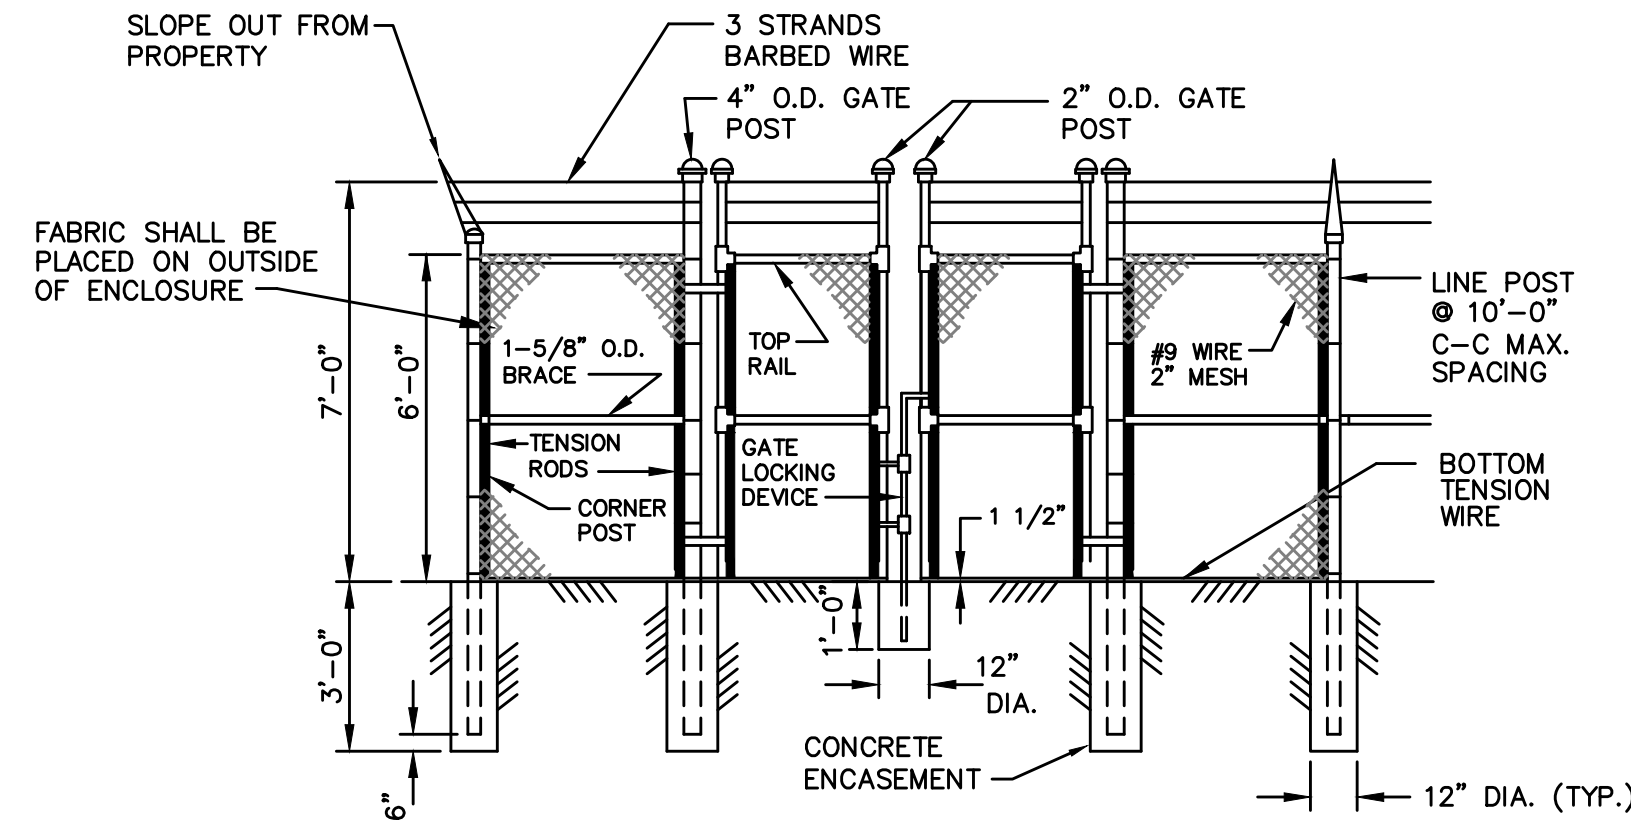 SLOPE OUT FROM
PROPERTY
3 STRANDS
BARBED WIRE
4" O.D. GATE
POST
2" O.D. GATE
POST
FABRIC SHALL BE
PLACED ON OUTSIDE
OF ENCLOSURE
LINE POST
@ 10'-0"
C-C MAX.
SPACING
7'-0"
6'-0"
1-5/8" O.D.
BRACE
TOP
RAIL
#9 WIRE
2" MESH
TENSION
RODS
GATE
LOCKING
DEVICE
CORNER
POST
1 1/2"
BOTTOM
TENSION
WIRE
3'-0"
1'-0"
12"
DIA.
6"
CONCRETE
ENCASEMENT
12" DIA. (TYP.)